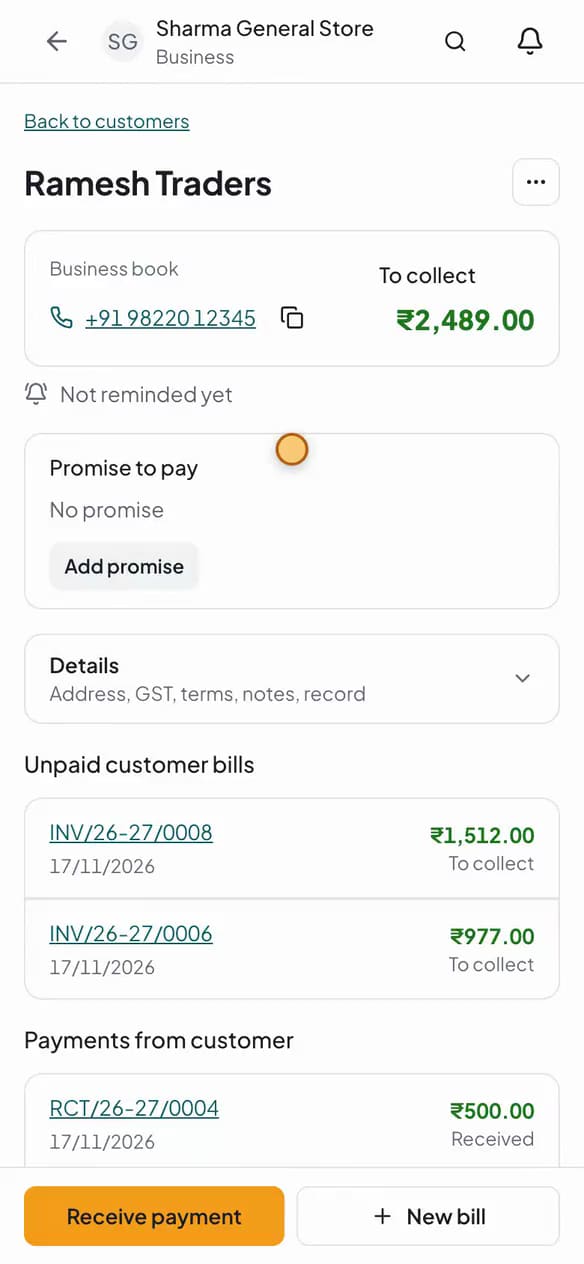 SG
Sharma General Store
Business
Back to customers
Ramesh Traders
Business book
To collect
+91 98220 12345
₹2,489.00
Not reminded yet
Promise to pay
No promise
Add promise
Details
Address, GST, terms, notes, record
Unpaid customer bills
INV/26-27/0008
₹1,512.00
17/11/2026
To collect
INV/26-27/0006
₹977.00
17/11/2026
To collect
Payments from customer
RCT/26-27/0004
₹500.00
17/11/2026
Received
Receive payment
+ New bill